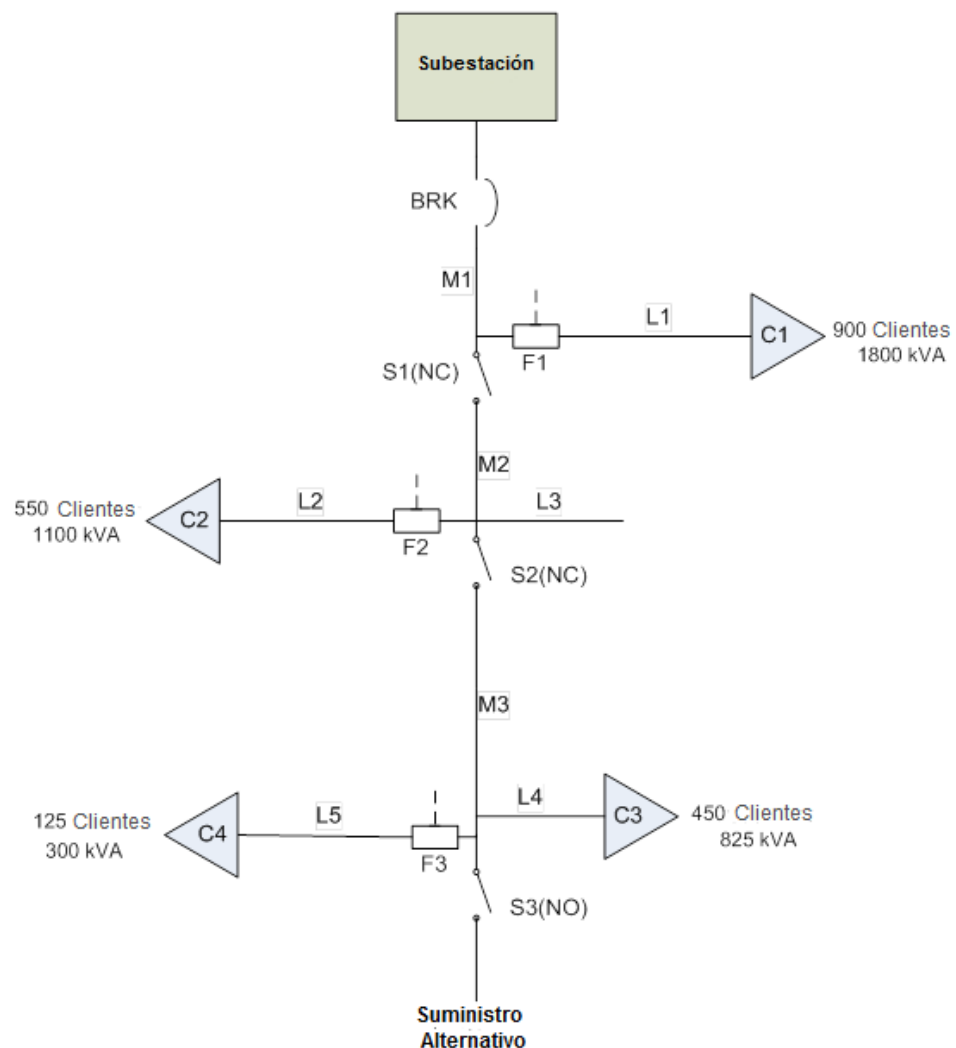 Subestación
BRK
M1
L1
C1
900 Clientes
1800 kVA
F1
S1(NC)
M2
L2
L3
550 Clientes
1100 kVA
C2
F2
S2(NC)
M3
L4
125 Clientes
300 kVA
L5
C4
C3
450 Clientes
825 kVA
F3
S3(NO)
Suministro
Alternativo